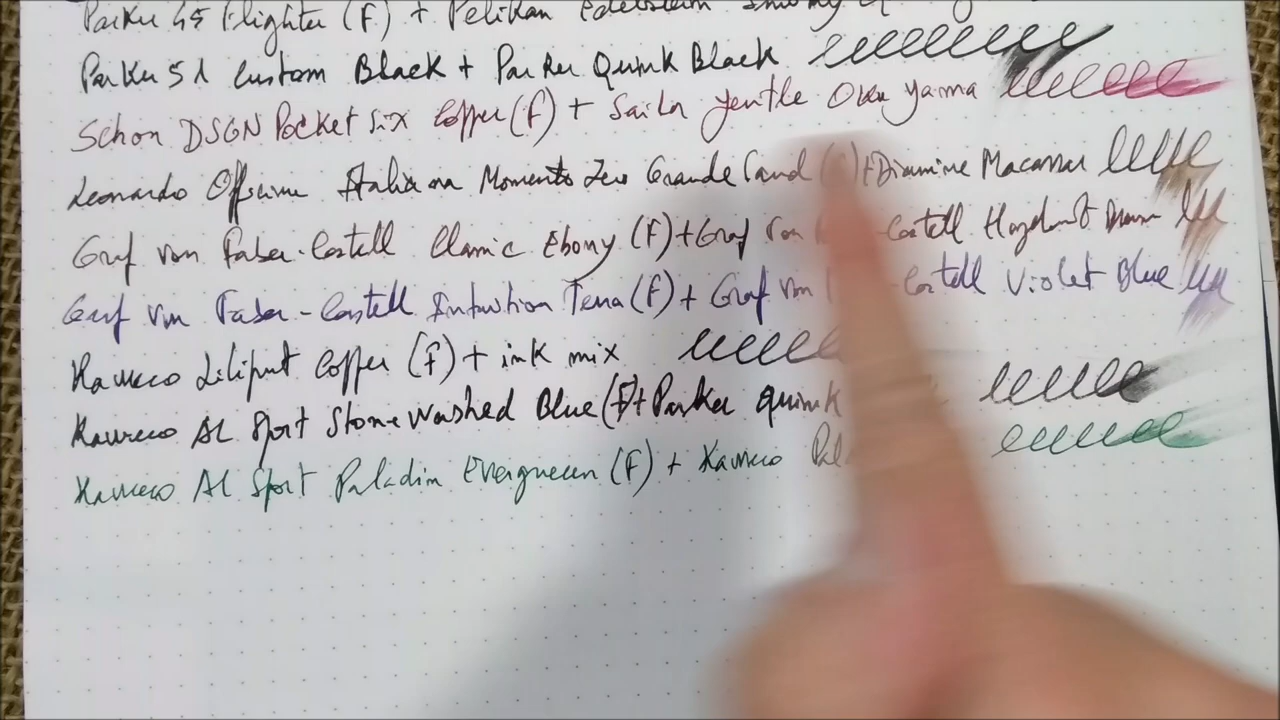 Parker 45 Flighter (F) + Pelikan Edelstein
Parker 51 Custom Black + Parker Quink Black
Schon DSGN Pocket Six Copper (F) + Sailor Jentle Oku Yama
Leonardo Officina Italiana Momento Zero Grande + Diamine Macassar
Graf von Faber-Castell Classic Ebony (F) + Graf von -Castell Hazelnut Brown
Graf von Faber-Castell Intuition Terra (F) + Graf von -Castell Violet Blue
Kaweco Liliput Copper (F) + ink mix
Kaweco AL Sport Stonewashed Blue (F) + Parker quink
Kaweco AL Sport Paladin Evergreen (F) + Kaweco Pal